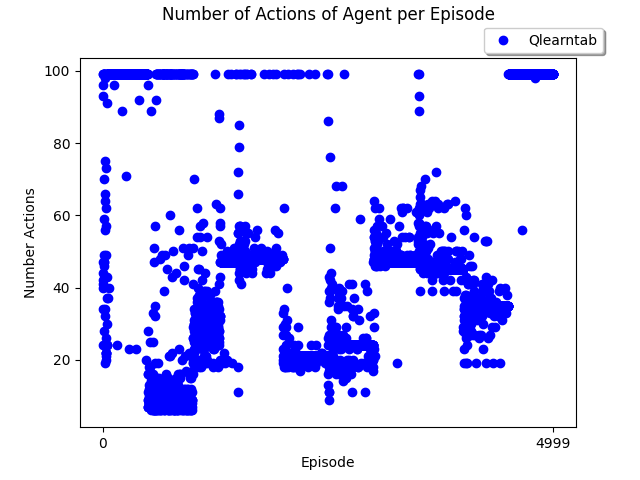 Number of Actions of Agent per Episode
Qlearntab
100
80
60
40
20
Number Actions
0
4999
Episode